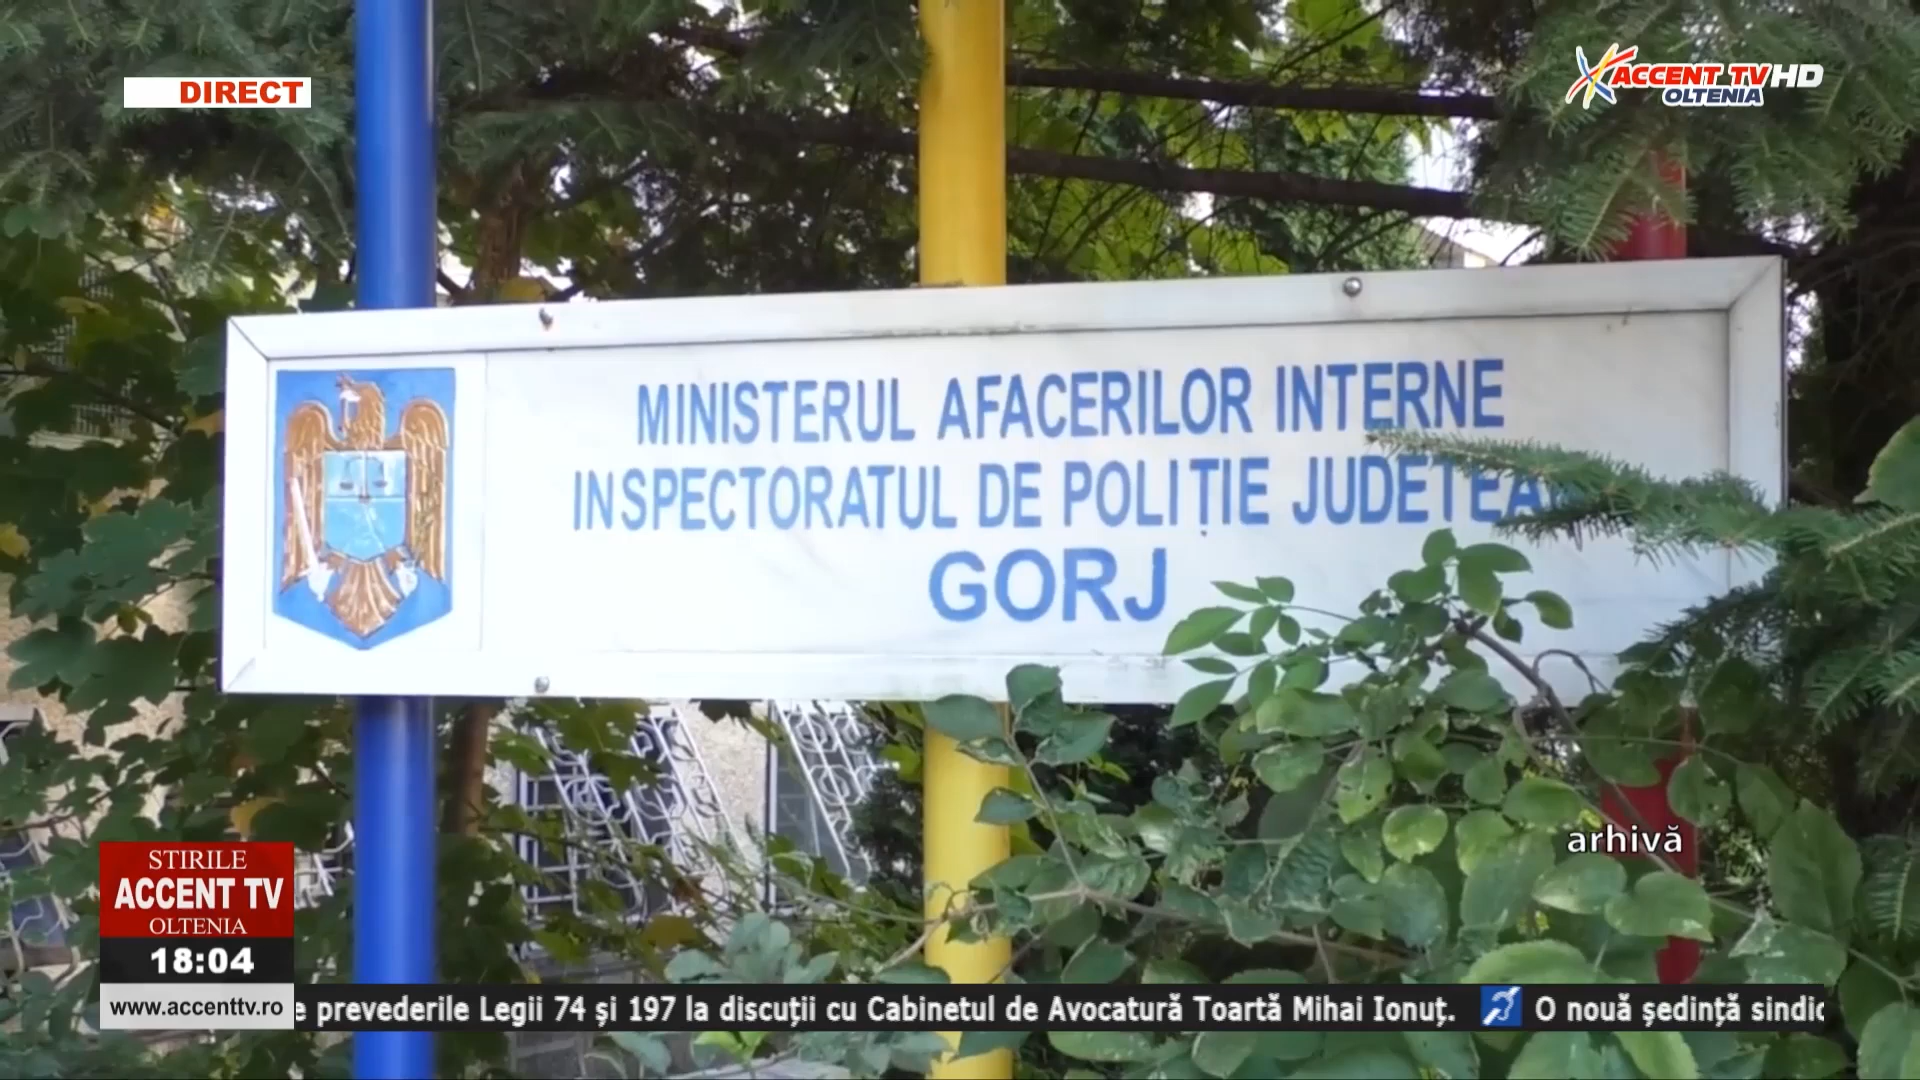 DIRECT
ACCENT TV HD
OLTENIA
MINISTERUL AFACERILOR INTERNE
INSPECTORATUL DE POLIȚIE
GORJ
arhivă
STIRILE
ACCENT TV
OLTENIA
18:04
www.accenttv.ro
prevederile Legii 74 și 197 la discuții cu Cabinetul de Avocatură Toartă Mihai Ionuț. O nouă ședință